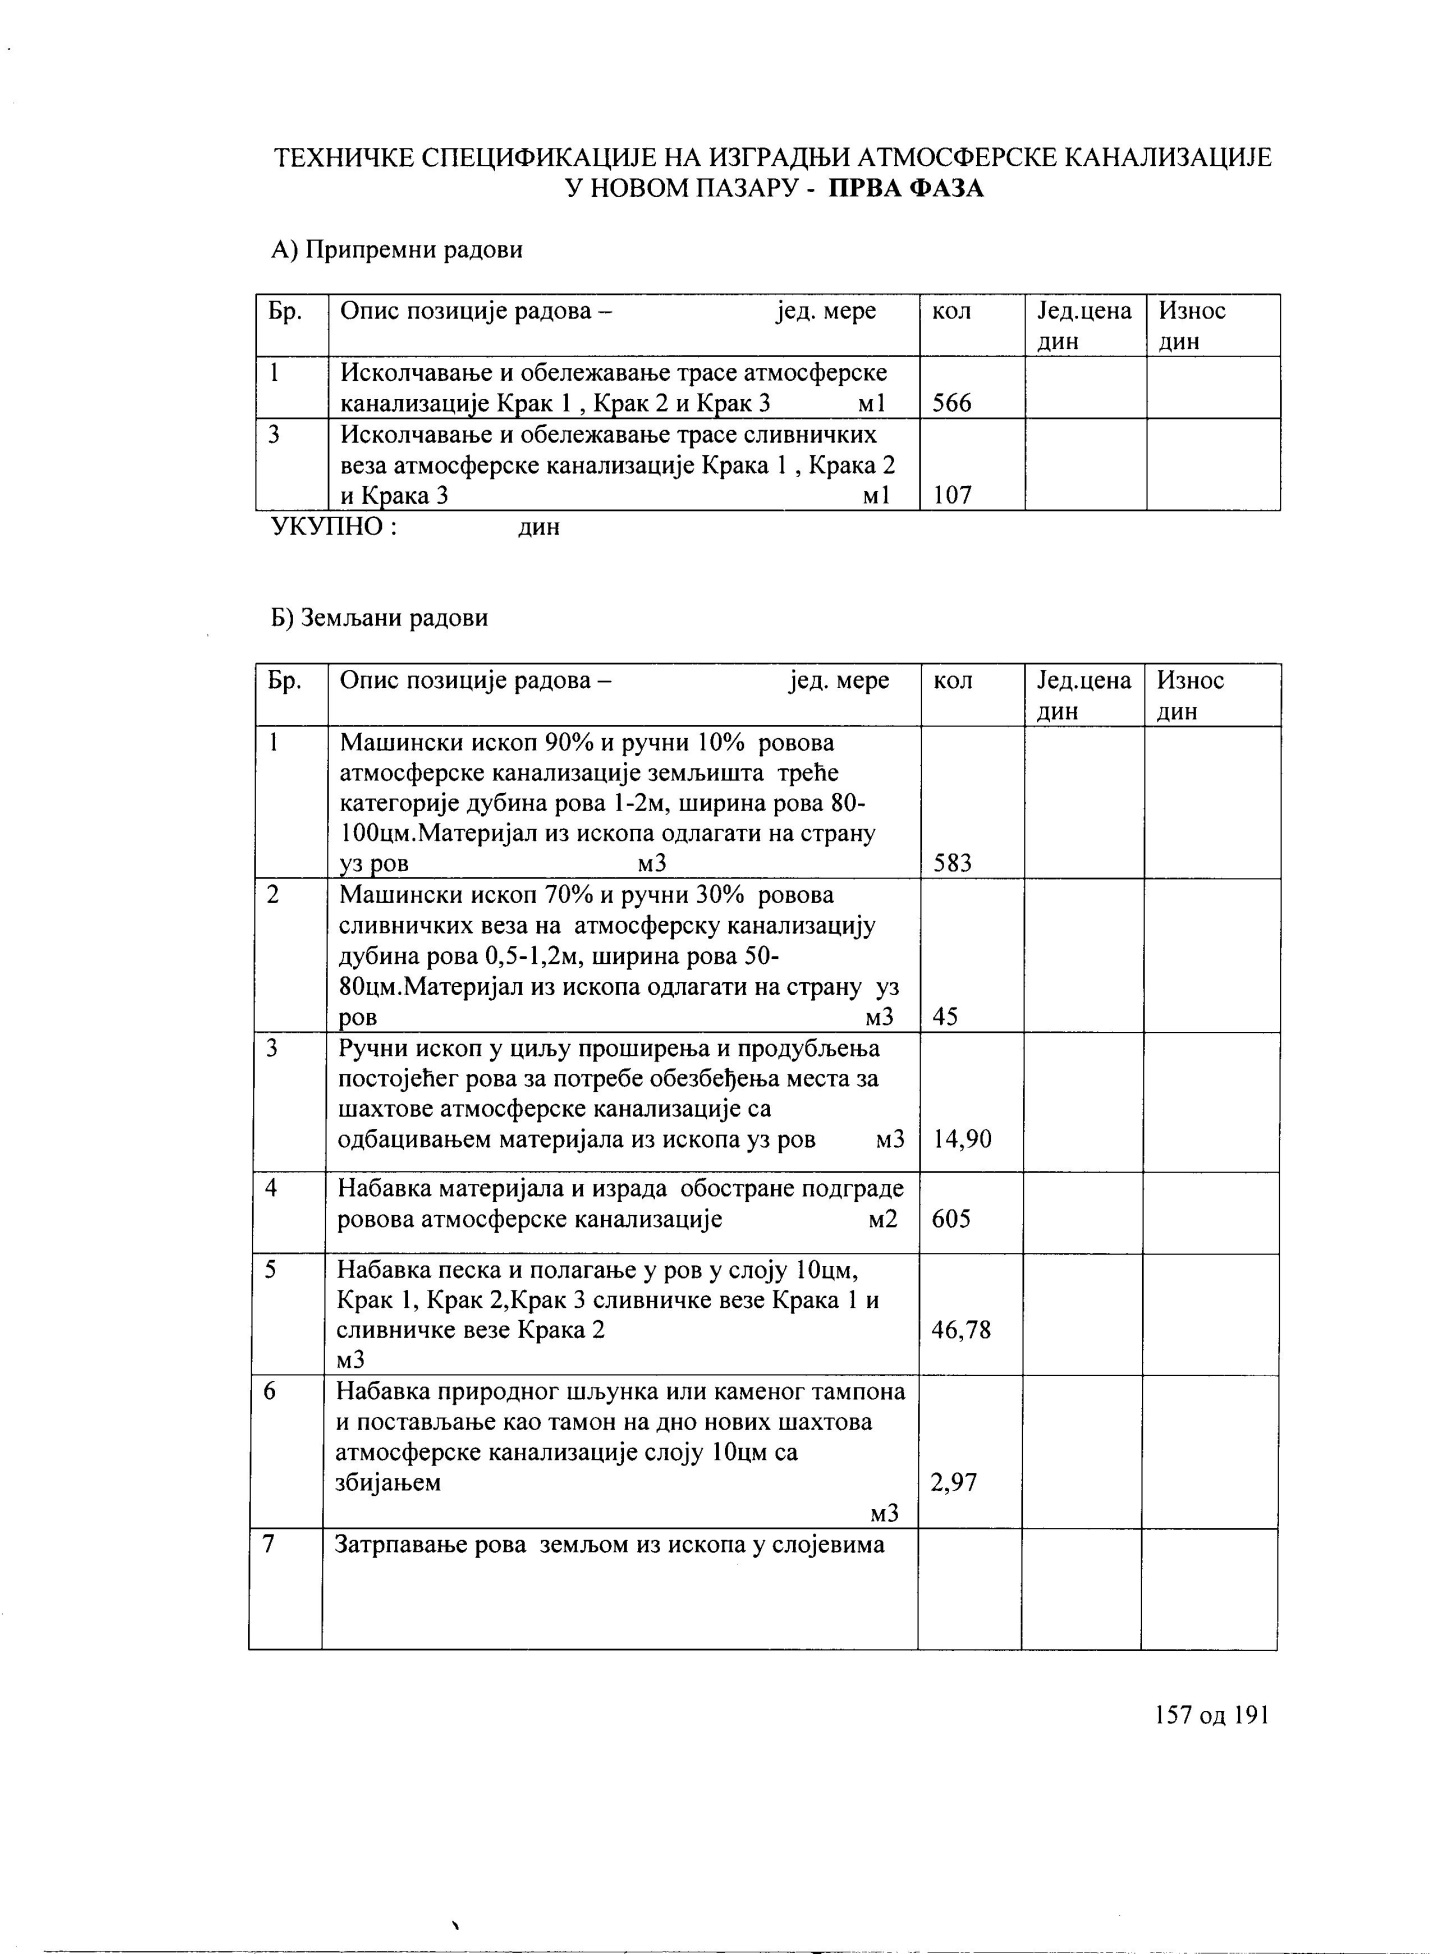 ТЕХНИЧКЕ СПЕЦИФИКАЦИЈЕ НА ИЗГРАДЊИ АТМОСФЕРСКЕ КАНАЛИЗАЦИЈЕ
У НОВОМ ПАЗАРУ - ПРВА ФАЗА
А) Припремни радови
Бр. Опис позиције радова – јед. мере кол Јед.цена Износ
дин дин
1 Исколчавање и обележавање трасе атмосферске
канализације Крак 1 , Крак 2 и Крак 3 м1 566
3 Исколчавање и обележавање трасе сливничких
веза атмосферске канализације Крака 1 , Крака 2
и Крака 3 м1 107
УКУПНО : дин
Б) Земљани радови
Бр. Опис позиције радова – јед. мере кол Јед.цена Износ
дин дин
1 Машински ископ 90% и ручни 10% ровова
атмосферске канализације земљишта треће
категорије дубина рова 1-2м, ширина рова 80-
100цм.Материјал из ископа одлагати на страну
уз ров м3 583
2 Машински ископ 70% и ручни 30% ровова
сливничких веза на атмосферску канализацију
дубина рова 0,5-1,2м, ширина рова 50-
80цм.Материјал из ископа одлагати на страну уз
ров м3 45
3 Ручни ископ у циљу проширења и продубљења
постојећег рова за потребе обезбеђења места за
шахтове атмосферске канализације са
одбацивањем материјала из ископа уз ров м3 14,90
4 Набавка материјала и израда обостране подграде
ровова атмосферске канализације м2 605
5 Набавка песка и полагање у ров у слоју 10цм,
Крак 1, Крак 2,Крак 3 сливничке везе Крака 1 и
сливничке везе Крака 2 46,78
м3
6 Набавка природног шљунка или каменог тампона
и постављање као тамон на дно нових шахтова
атмосферске канализације слоју 10цм са
збијањем 2,97
м3
7 Затрпавање рова земљом из ископа у слојевима
157 од 191